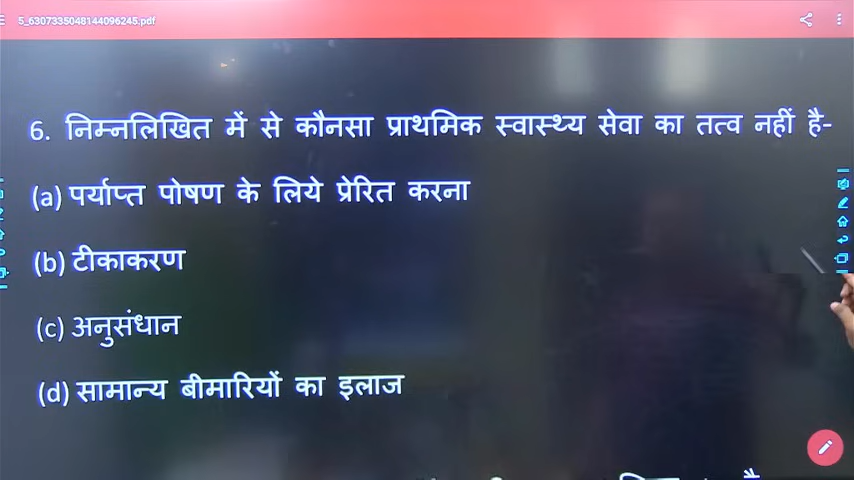 5_6307335048144096245.pdf
6. निम्नलिखित में से कौनसा प्राथमिक स्वास्थ्य सेवा का तत्व नहीं है-
(a) पर्याप्त पोषण के लिये प्रेरित करना
(b) टीकाकरण
(c) अनुसंधान
(d) सामान्य बीमारियों का इलाज